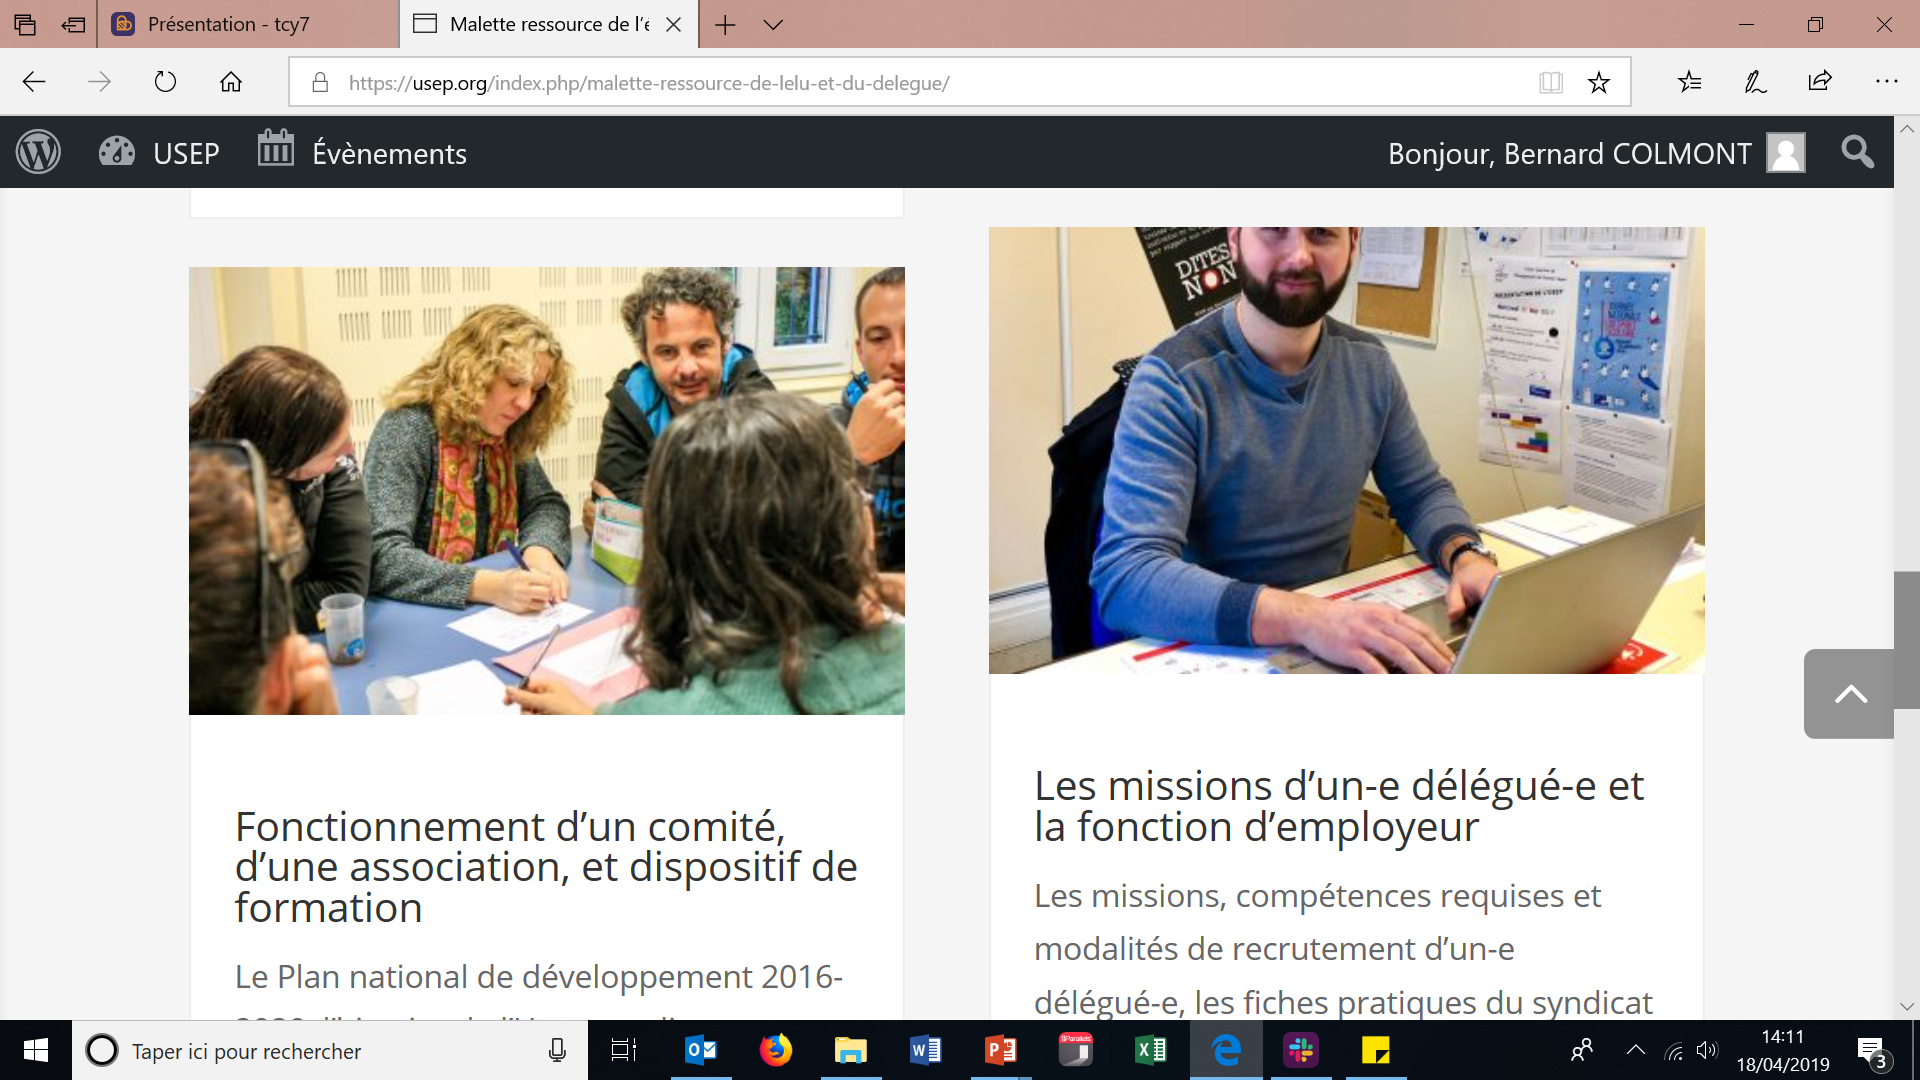 Présentation - tcy7
Malette ressource de l'é
https://usep.org/index.php/malette-ressource-de-lelu-et-du-delegue/
USEP
Évènements
Bonjour, Bernard COLMONT
DITES
NON
Fonctionnement d’un comité,
d’une association, et dispositif de
formation
Le Plan national de développement 2016-
Les missions d’un-e délégué-e et
la fonction d’employeur
Les missions, compétences requises et
modalités de recrutement d’un-e
délégué-e, les fiches pratiques du syndicat
Taper ici pour rechercher
14:11
18/04/2019
3